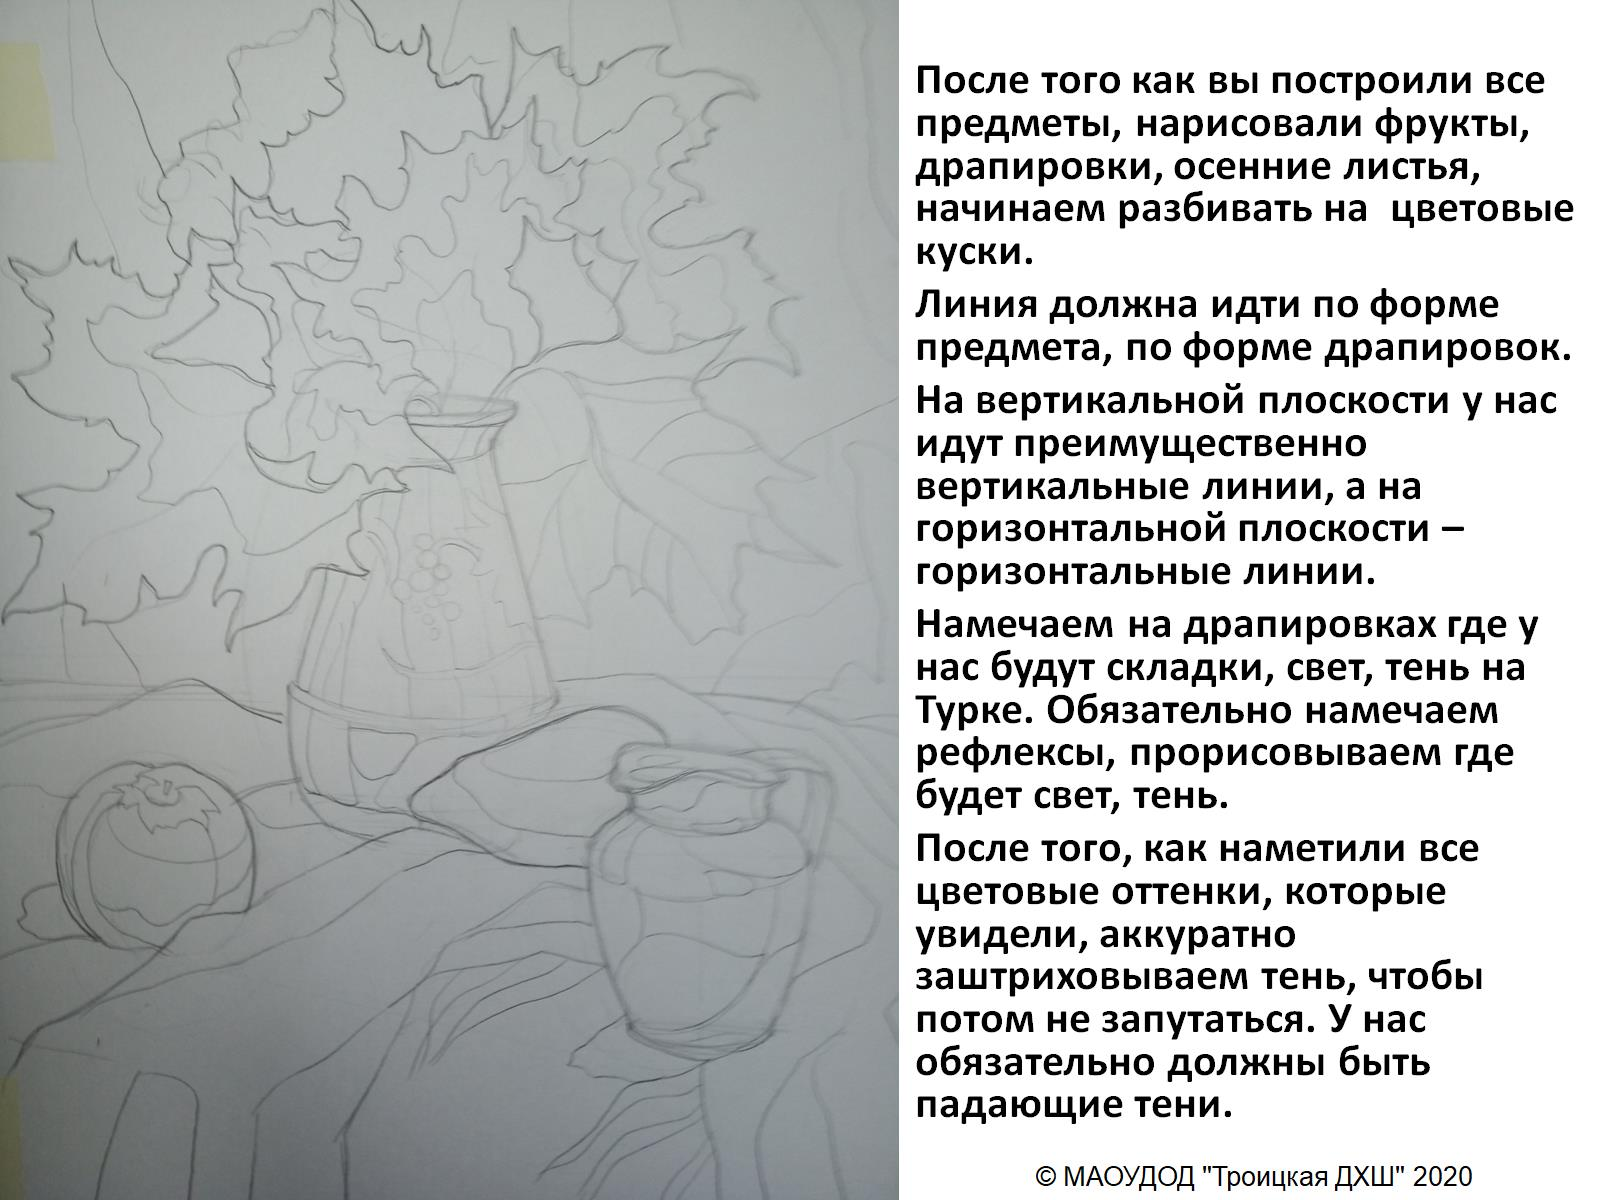 После того как вы построили все
предметы, нарисовали фрукты,
драпировки, осенние листья,
начинаем разбивать на  цветовые
куски.
Линия должна идти по форме
предмета, по форме драпировок.
На вертикальной плоскости у нас
идут преимущественно
вертикальные линии, а на
горизонтальной плоскости –
горизонтальные линии.
Намечаем на драпировках где у
нас будут складки, свет, тень на
Турке. Обязательно намечаем
рефлексы, прорисовываем где
будет свет, тень.
После того, как наметили все
цветовые оттенки, которые
увидели, аккуратно
заштриховываем тень, чтобы
потом не запутаться. У нас
обязательно должны быть
падающие тени.
© МАОУДОД "Троицкая ДХШ" 2020